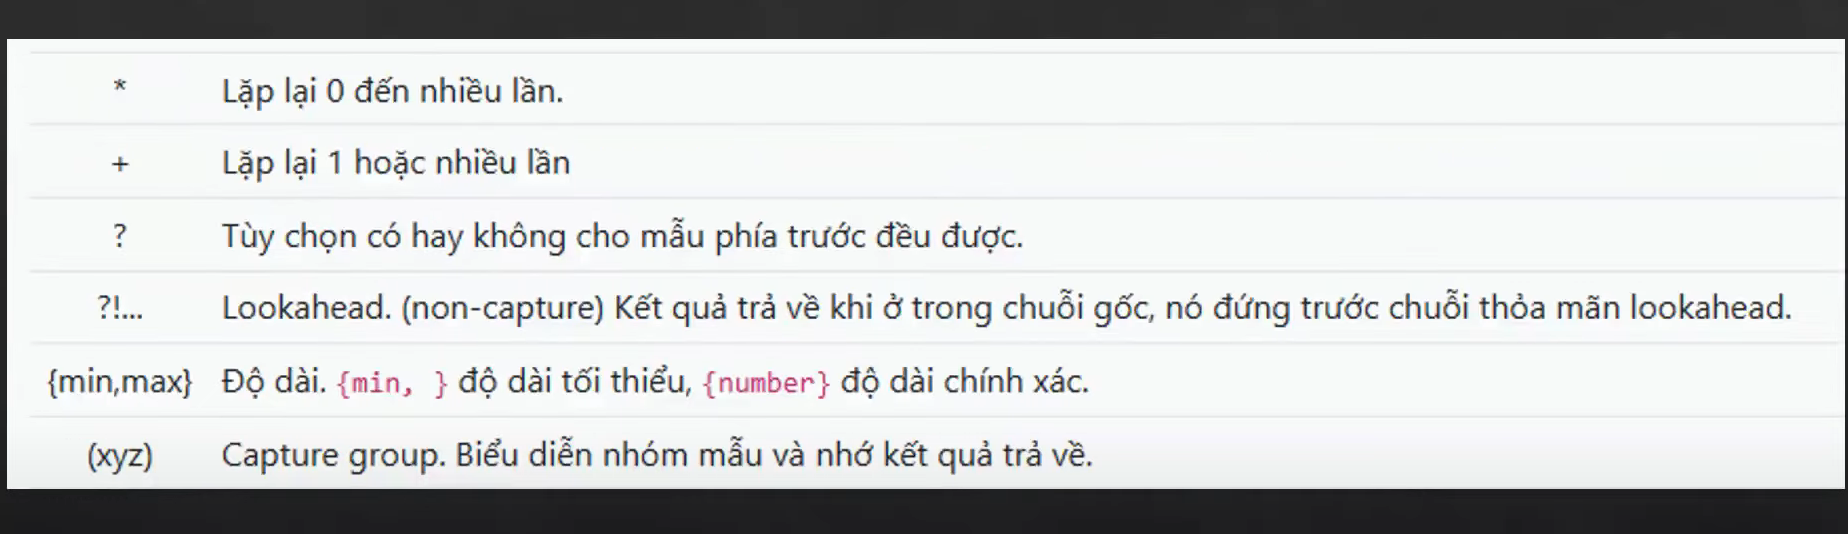 * Lặp lại 0 đến nhiều lần.
+ Lặp lại 1 hoặc nhiều lần
? Tùy chọn có hay không cho mẫu phía trước đều được.
?!... Lookahead. (non-capture) Kết quả trả về khi ở trong chuỗi gốc, nó đứng trước chuỗi thỏa mãn lookahead.
{min,max} Độ dài. {min, } độ dài tối thiểu, {number} độ dài chính xác.
(xyz) Capture group. Biểu diễn nhóm mẫu và nhớ kết quả trả về.